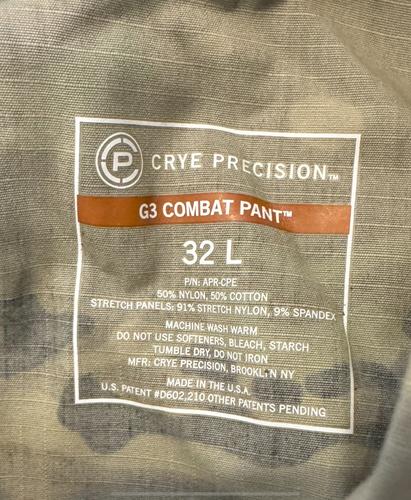 CP CRYE PRECISION™
G3 COMBAT PANT™
32 L
P/N: APR-CPE
50% NYLON, 50% COTTON
STRETCH PANELS: 91% STRETCH NYLON, 9% SPANDEX
MACHINE WASH WARM
DO NOT USE SOFTENERS, BLEACH, STARCH
TUMBLE DRY, DO NOT IRON
MFR: CRYE PRECISION, BROOKLYN NY
MADE IN THE U.S.A.
U.S. PATENT #D602,210 OTHER PATENTS PENDING